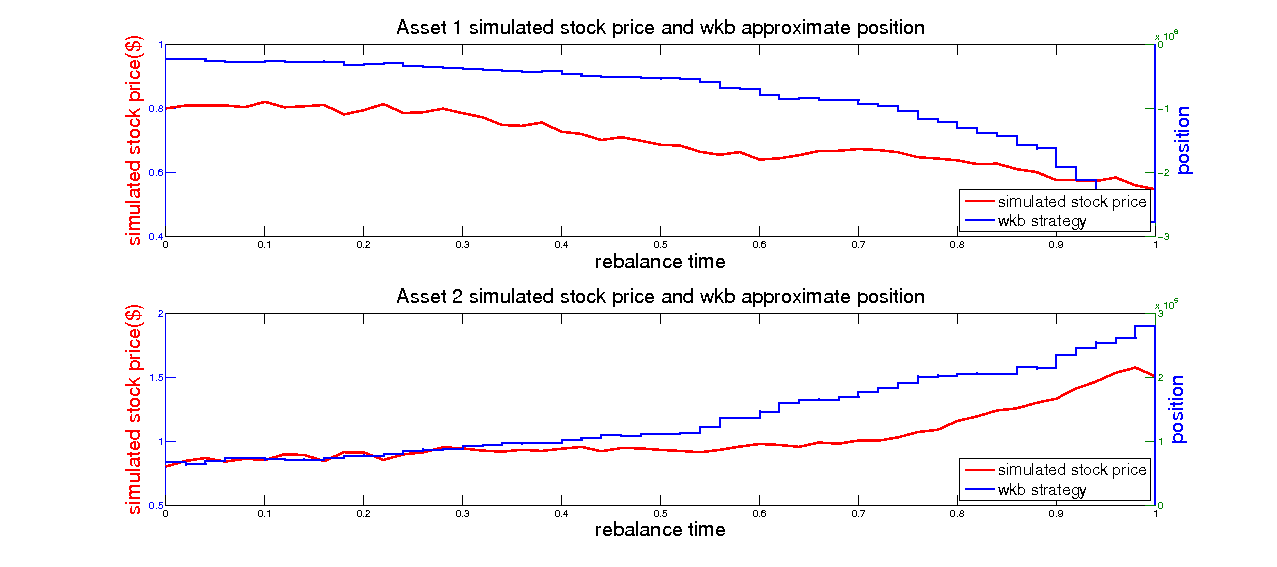 Asset 1 simulated stock price and wkb approximate position
x 10
simulated stock price($)
1
0.8
0.6
0.4
0
-1
-2
-3
position
simulated stock price
wkb strategy
0 0.1 0.2 0.3 0.4 0.5 0.6 0.7 0.8 0.9 1
rebalance time
Asset 2 simulated stock price and wkb approximate position
x 10
simulated stock price($)
2
1.5
1
0.5
3
2
1
0
position
simulated stock price
wkb strategy
0 0.1 0.2 0.3 0.4 0.5 0.6 0.7 0.8 0.9 1
rebalance time